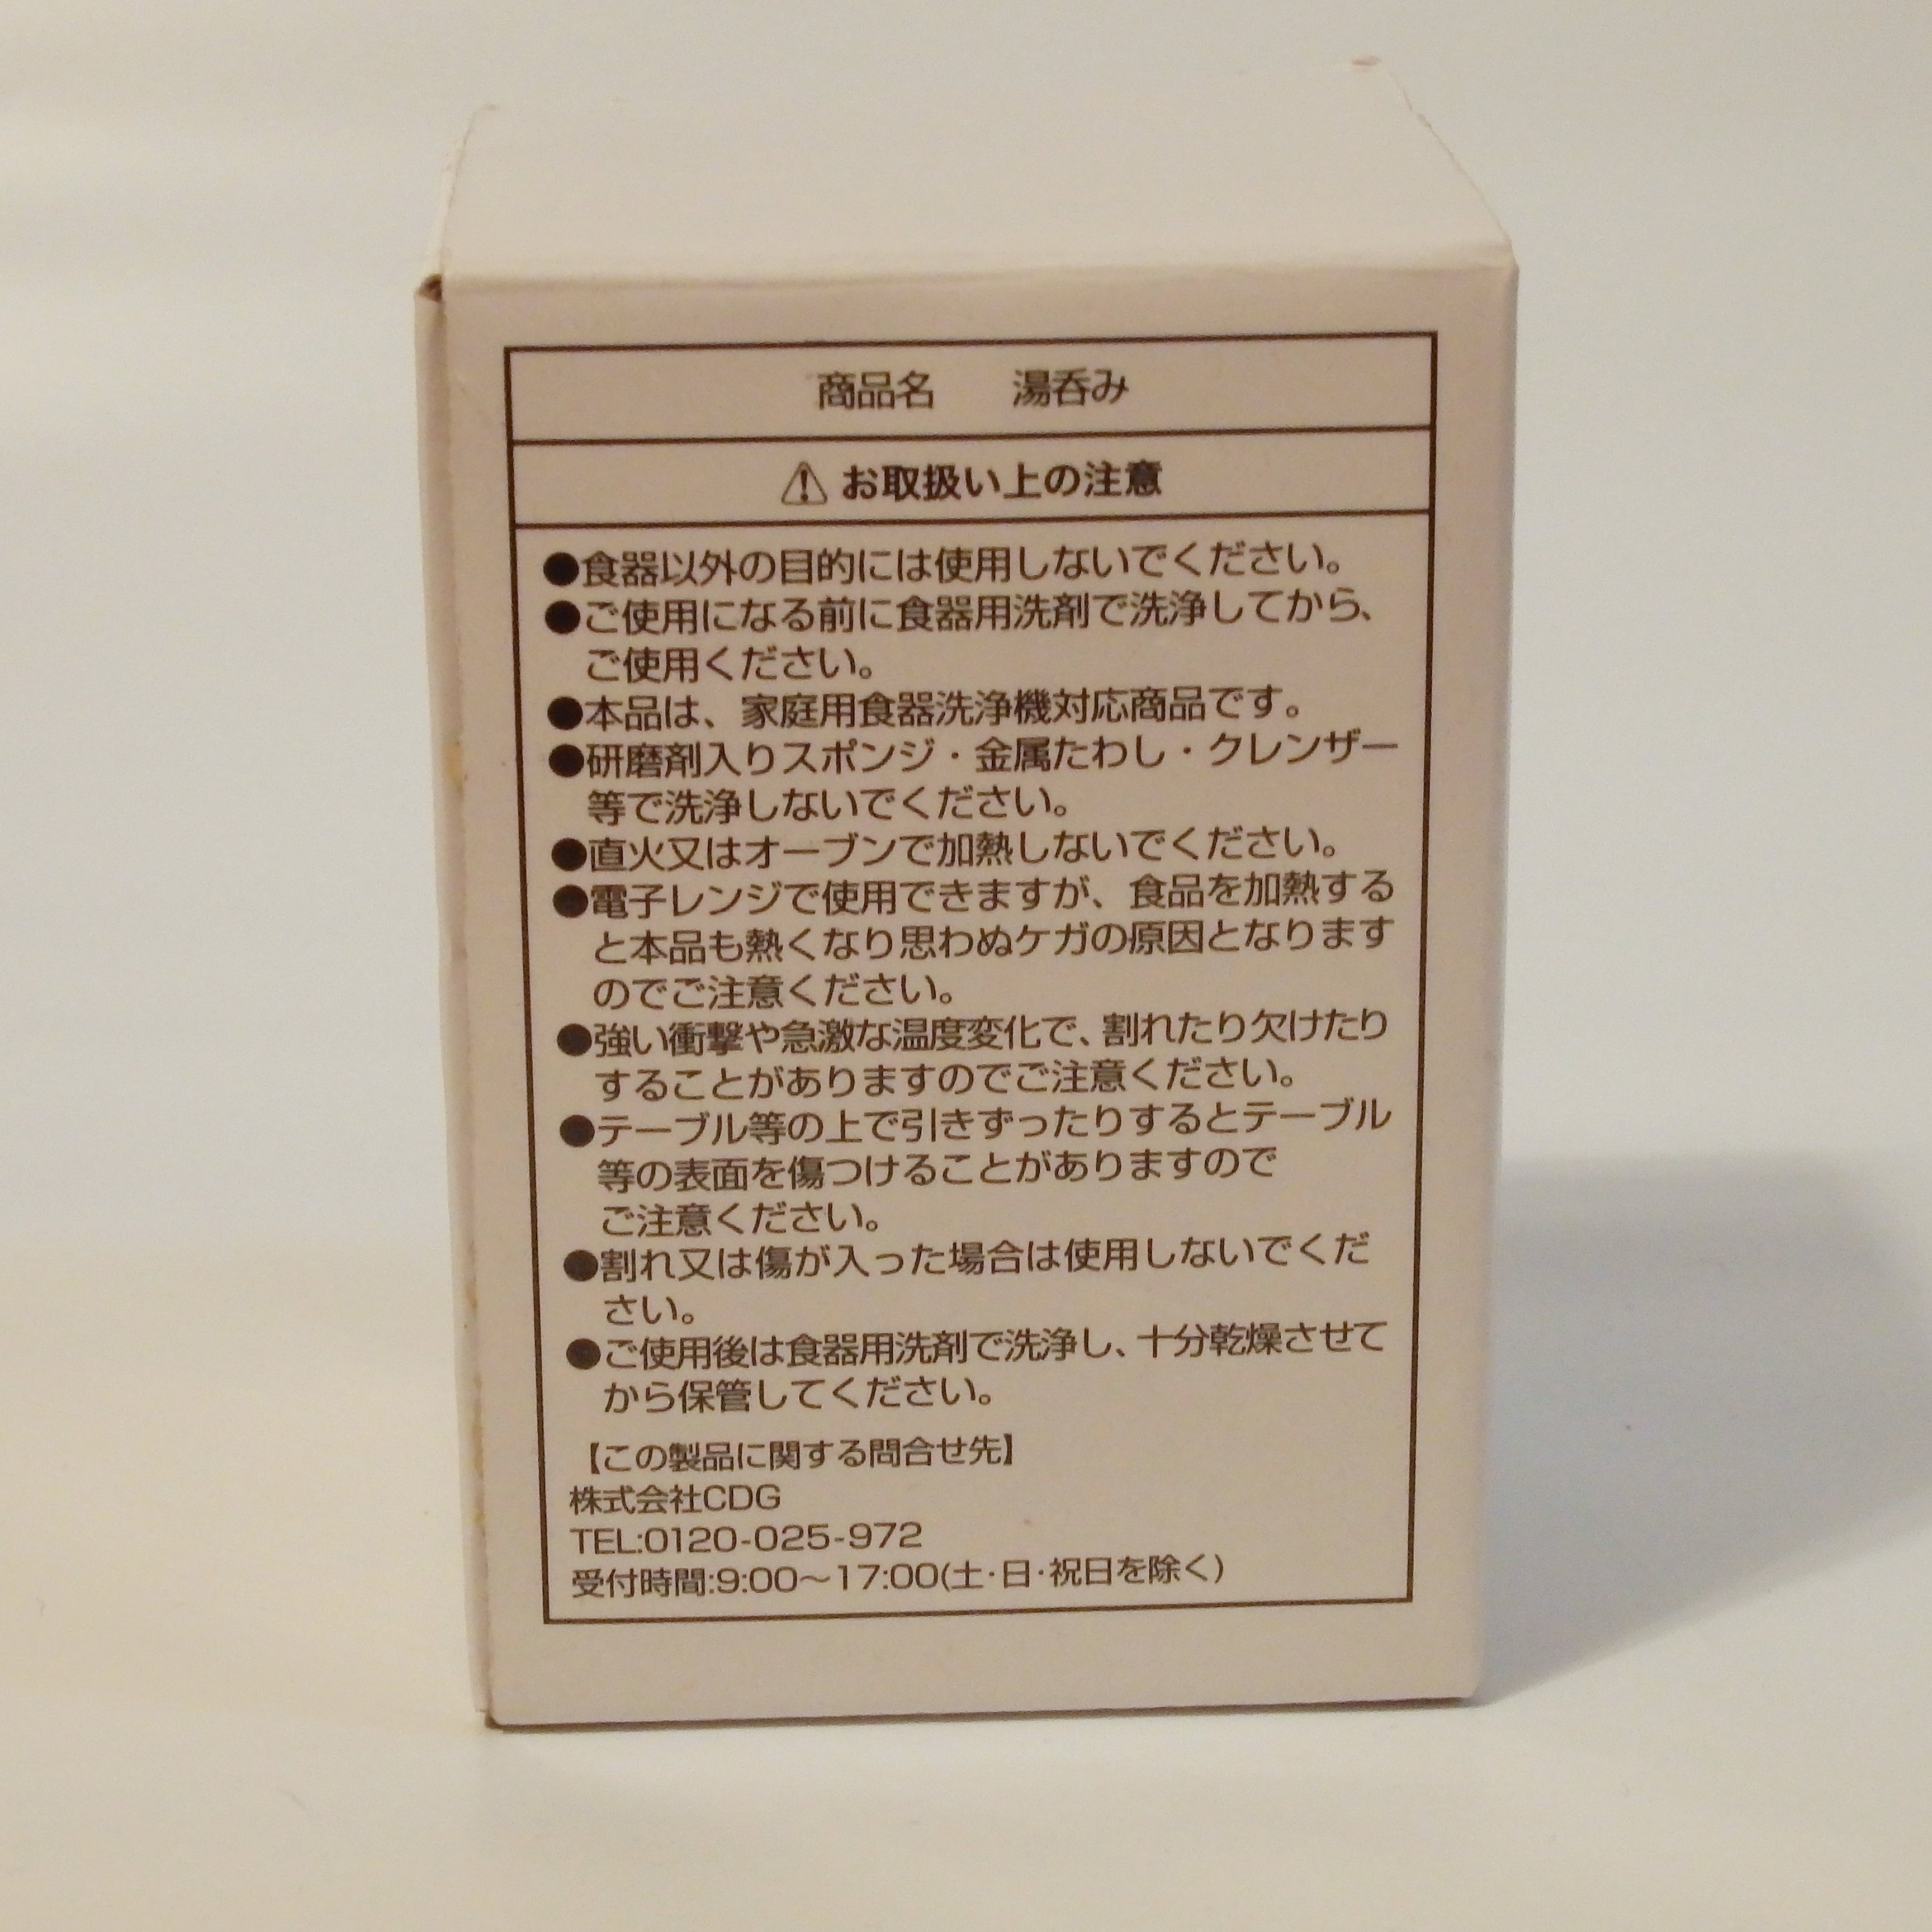 商品名　湯呑み
⚠お取扱い上の注意
●食器以外の目的には使用しないでください。
●ご使用になる前に食器用洗剤で洗浄してから、
ご使用ください。
●本品は、家庭用食器洗浄機対応商品です。
●研磨剤入りスポンジ・金属たわし・クレンザー
等で洗浄しないでください。
●直火又はオーブンで加熱しないでください。
●電子レンジで使用できますが、食品を加熱する
と本品も熱くなり思わぬケガの原因となります
のでご注意ください。
●強い衝撃や急激な温度変化で、割れたり欠けたり
することがありますのでご注意ください。
●テーブル等の上で引きずったりするとテーブル
等の表面を傷つけることがありますので
ご注意ください。
●割れ又は傷が入った場合は使用しないでくだ
さい。
●ご使用後は食器用洗剤で洗浄し、十分乾燥させて
から保管してください。
【この製品に関する問合せ先】
株式会社CDG
TEL:0120-025-972
受付時間:9:00～17:00(土・日・祝日を除く)